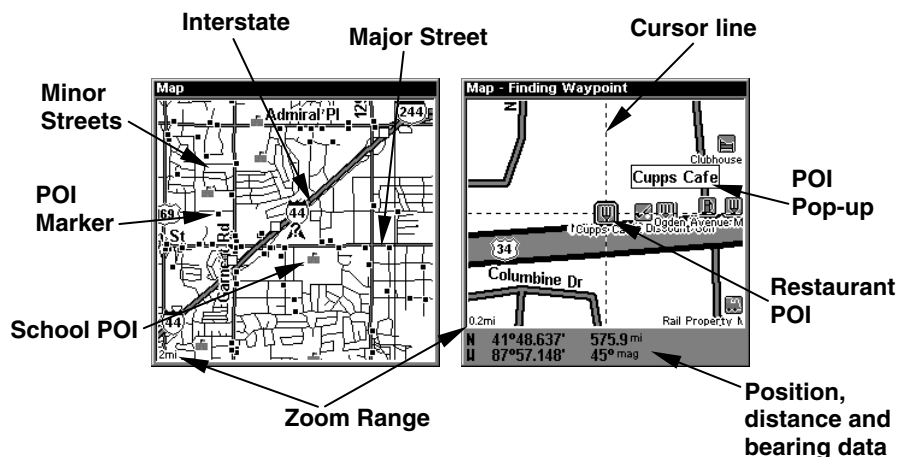 Interstate
Major Street
Cursor line
Minor
Streets
POI
Marker
School POI
Zoom Range
POI
Pop-up
Restaurant
POI
Position,
distance and
bearing data
Map
Admiral Pl
244
44
69
St
?
44
2mi
Map - Finding Waypoint
N
Clubhouse
Cupps Cafe
Ogden Avenue M
Cupps Ca
34
Columbine Dr
0.2mi
Rail Property
N 41°48.637' 575.9 mi
W 87°57.148' 45° mag